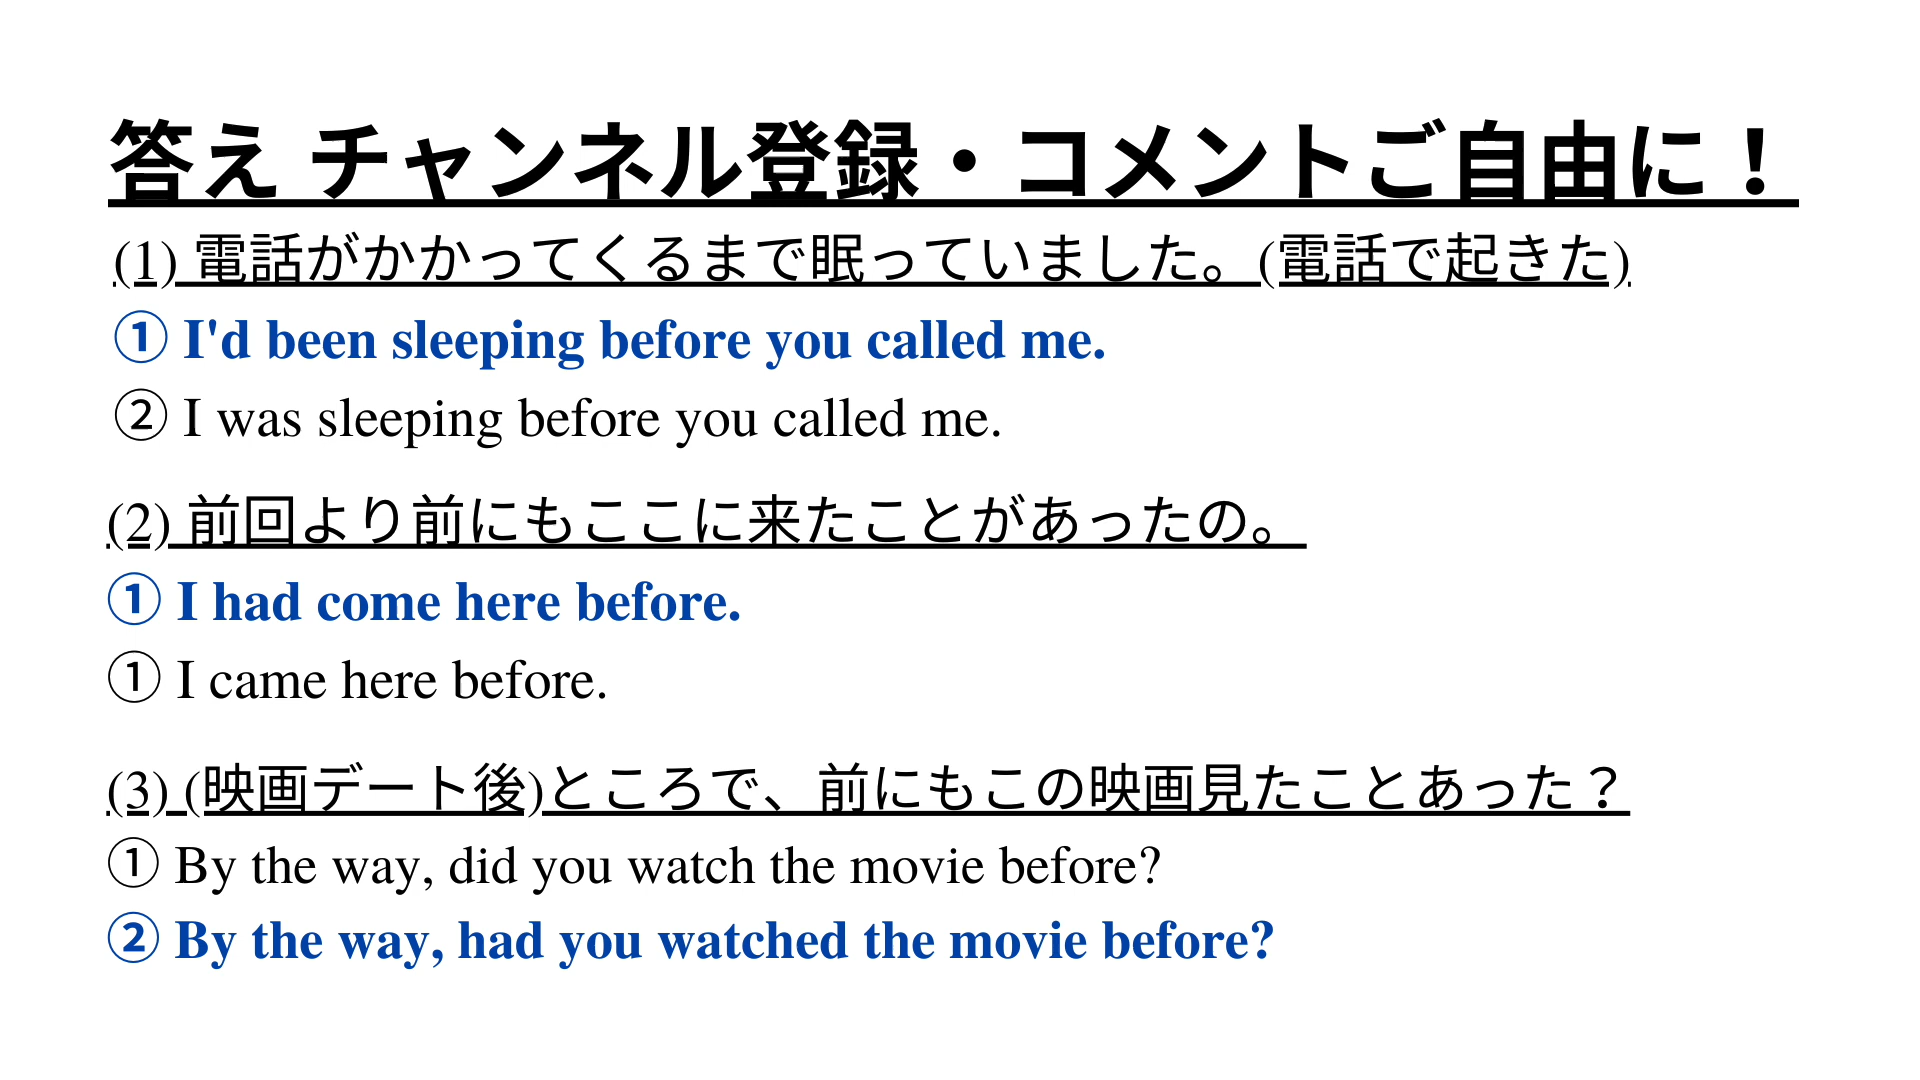 答え チャンネル登録・コメントご自由に！
(1) 電話がかかってくるまで眠っていました。(電話で起きた)
① I'd been sleeping before you called me.
② I was sleeping before you called me.
(2) 前回より前にもここに来たことがあったの。
① I had come here before.
① I came here before.
(3) (映画デート後)ところで、前にもこの映画見たことあった？
① By the way, did you watch the movie before?
② By the way, had you watched the movie before?